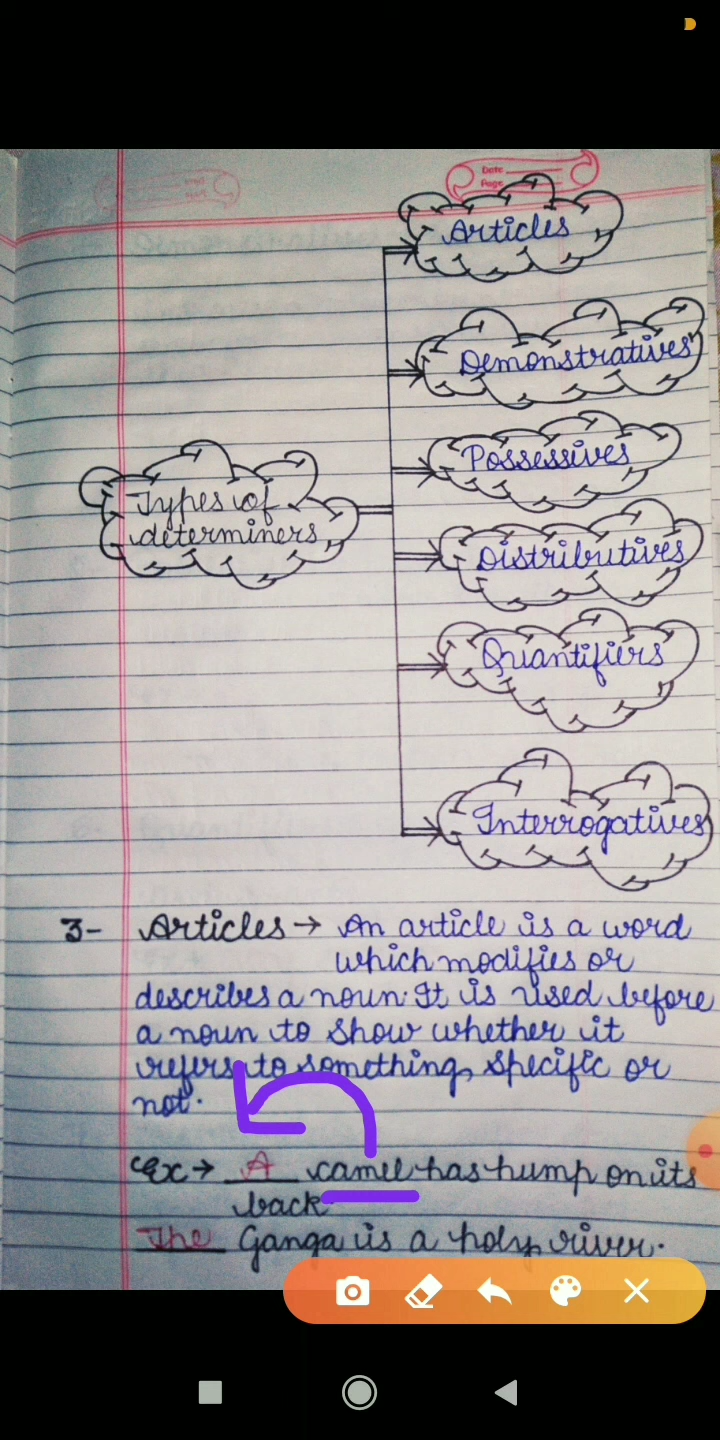 Date
Page
Articles
Demonstratives
Possessives
Types of
determiners
Distributives
Quantifiers
Interrogatives
3- Articles → An article is a word
which modifies or
describes a noun. It is used before
a noun to show whether it
refers to something specific or
not.
Ex → A camel has hump on its
back
The Ganga is a holy river.